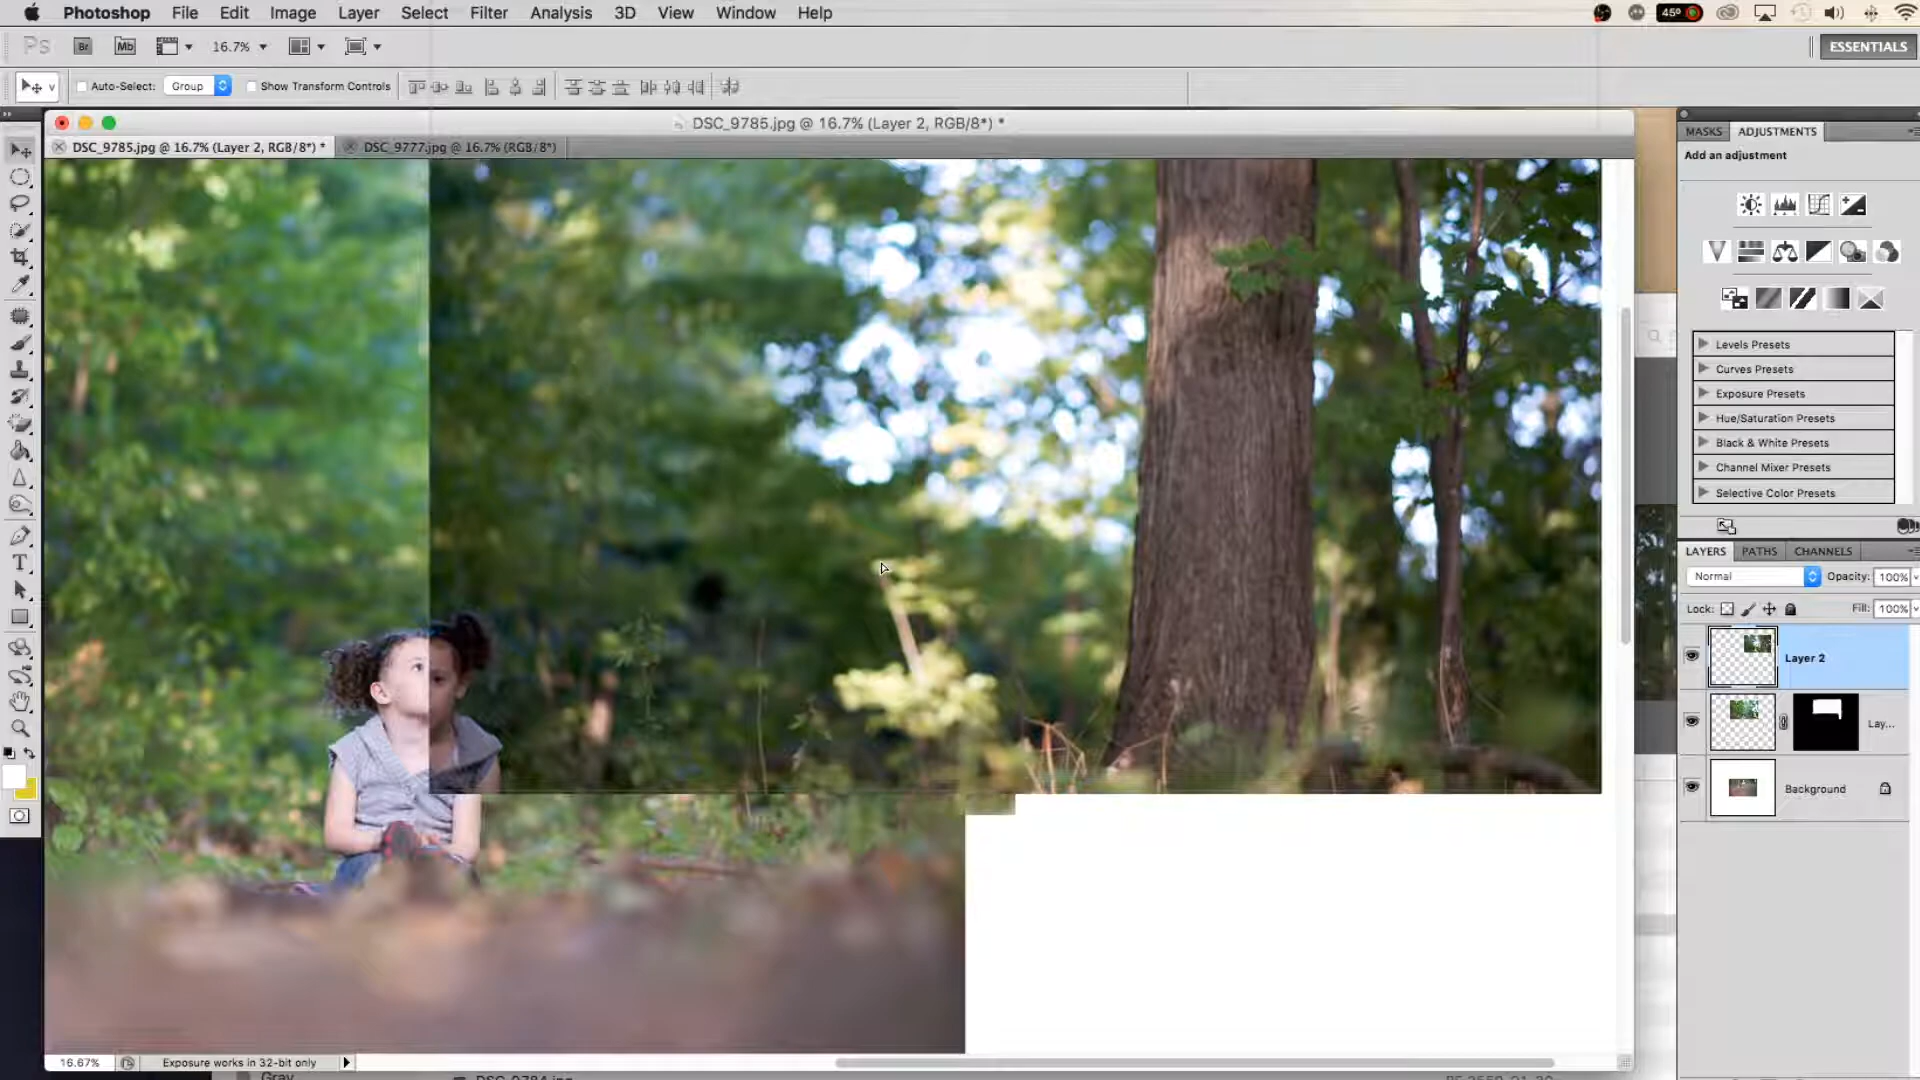 Photoshop File Edit Image Layer Select Filter Analysis 3D View Window Help 45°
Ps Br Mb 16.7% ESSENTIALS
Auto-Select: Group Show Transform Controls
DSC_9785.jpg @ 16.7% (Layer 2, RGB/8*) *
DSC_9785.jpg @ 16.7% (Layer 2, RGB/8*) * DSC_9777.jpg @ 16.7% (RGB/8*)
MASKS ADJUSTMENTS
Add an adjustment
Levels Presets
Curves Presets
Exposure Presets
Hue/Saturation Presets
Black & White Presets
Channel Mixer Presets
Selective Color Presets
LAYERS PATHS CHANNELS
Normal Opacity: 100%
Lock: Fill: 100%
Layer 2
Lay...
Background
16.67% Exposure works in 32-bit only
Gray DSC_9784.jpg